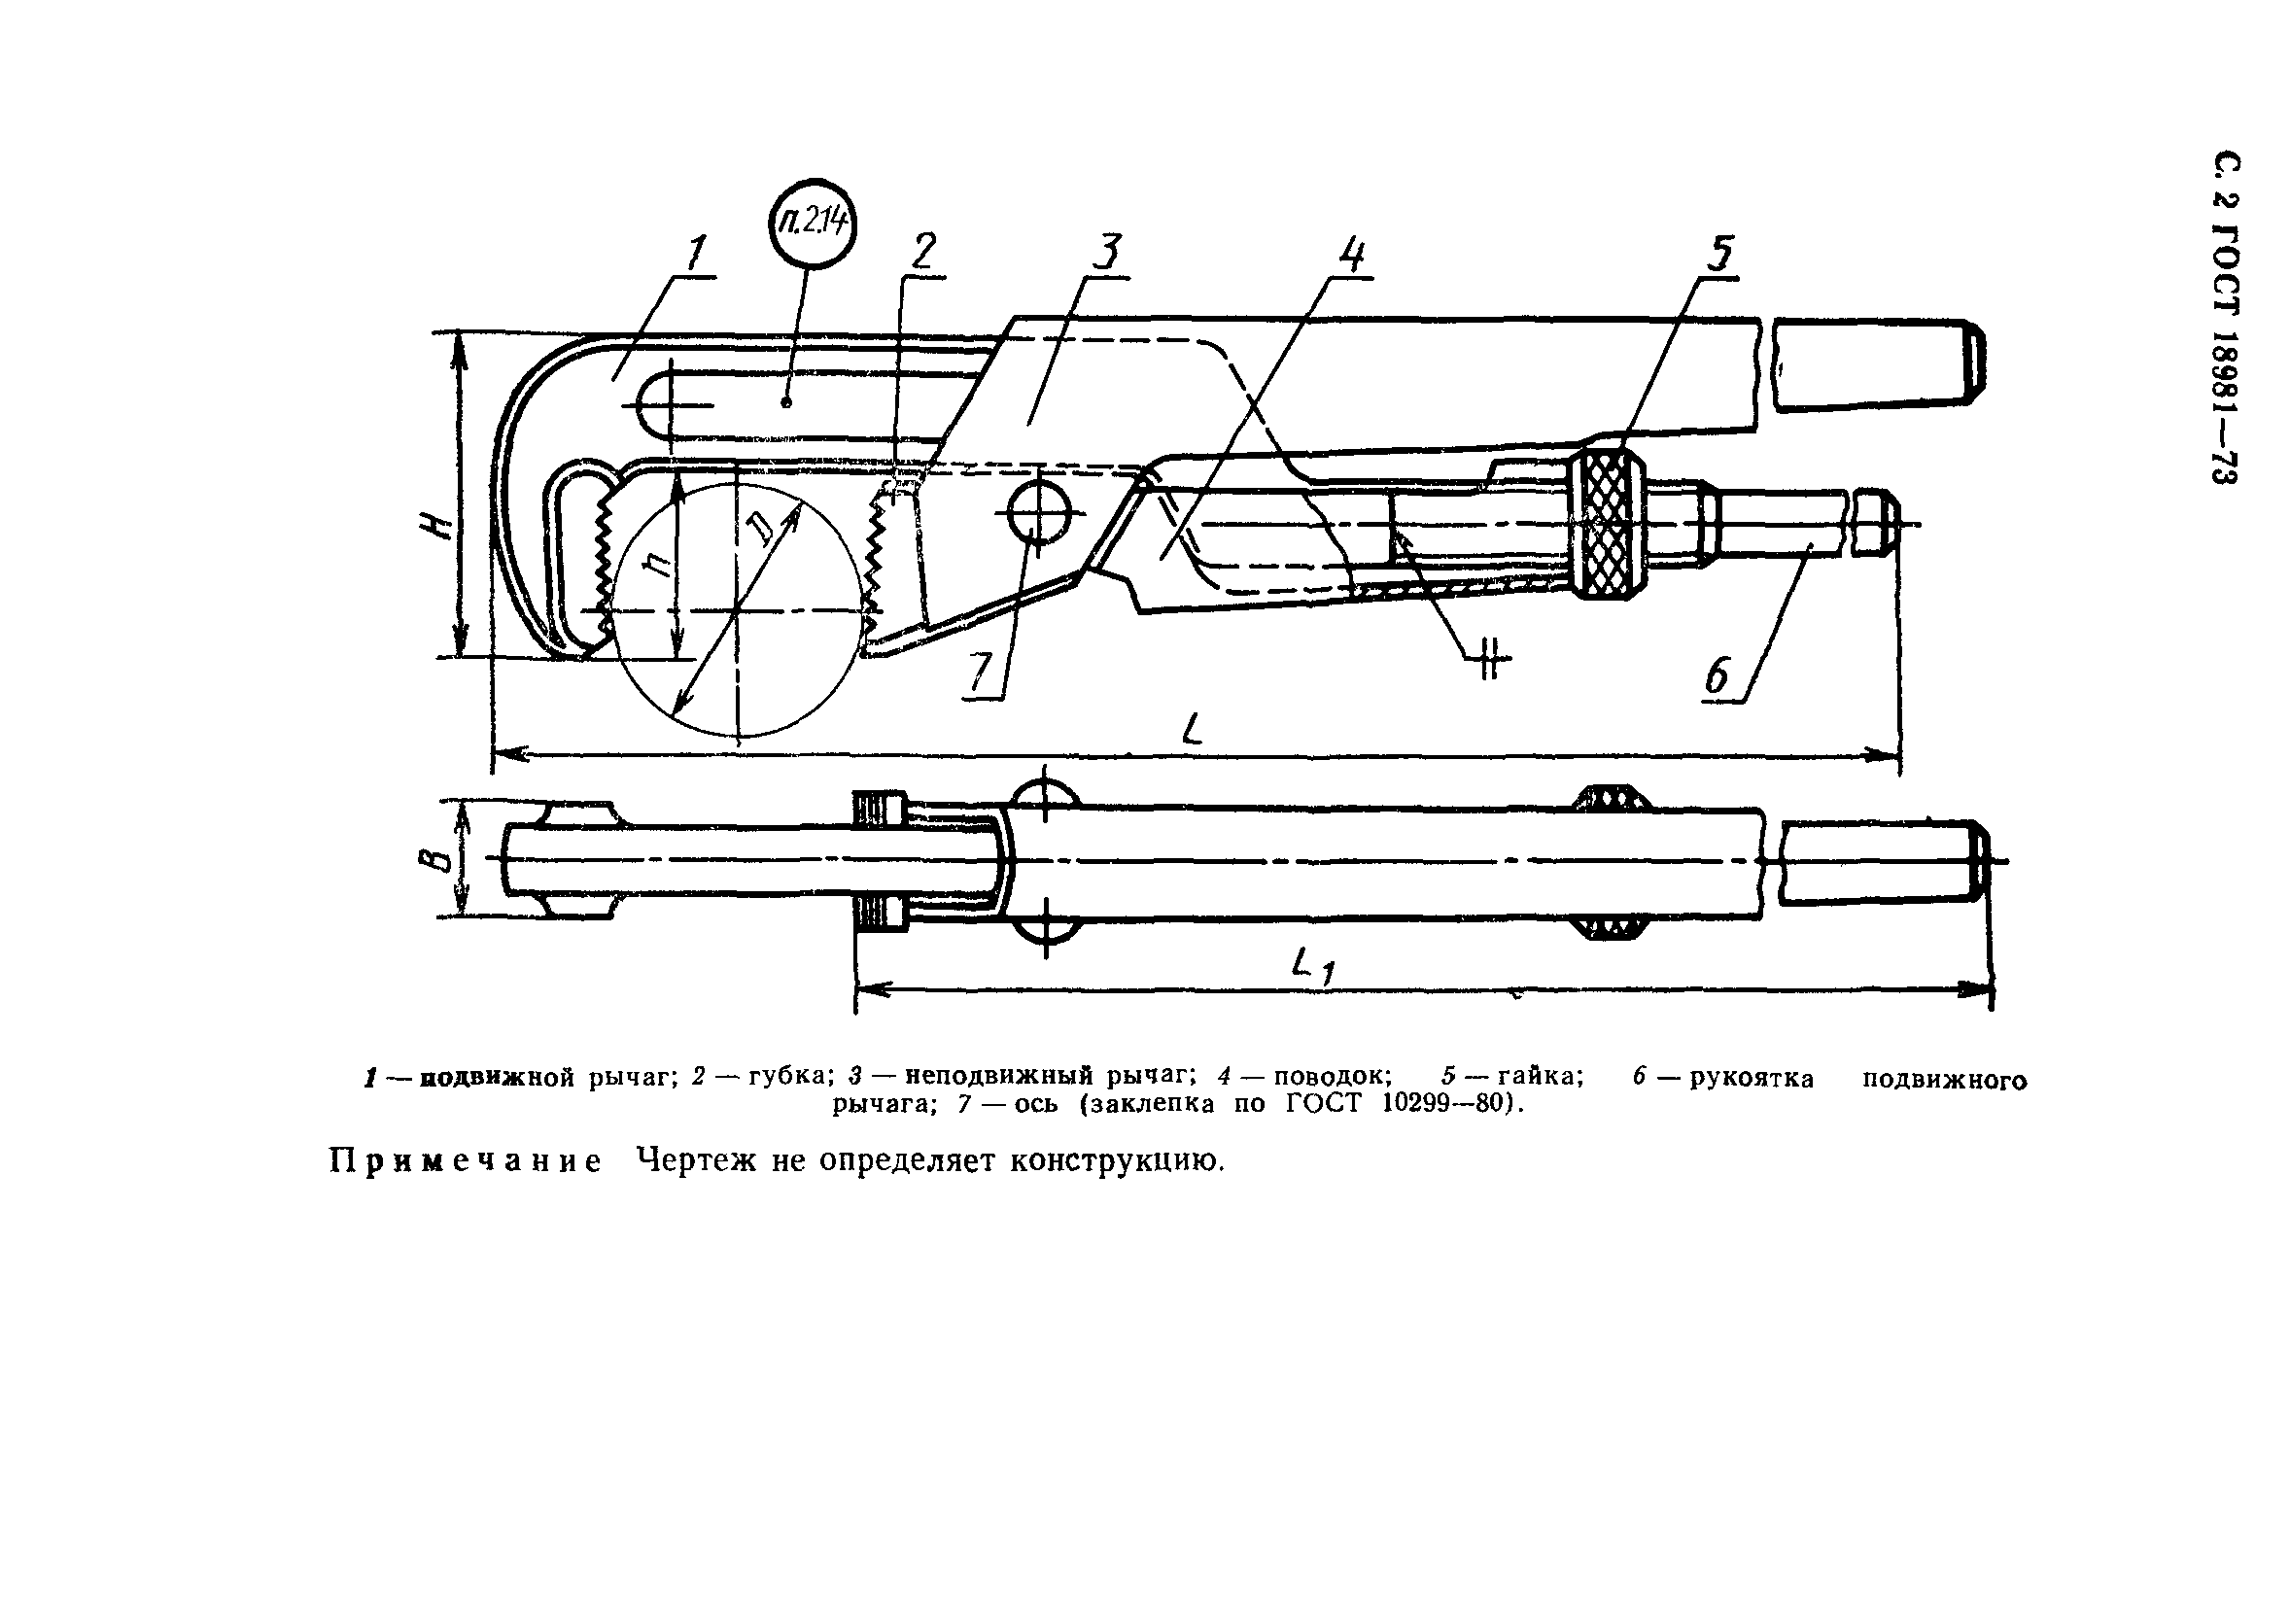 С. 2 ГОСТ 18981—73
п.2.14
1
2
3
4
5
H
h
D
7
6
L
B
L1
1 — подвижной рычаг; 2 — губка; 3 — неподвижный рычаг; 4 — поводок; 5 — гайка; 6 — рукоятка подвижного
рычага; 7 — ось (заклепка по ГОСТ 10299—80).
Примечание Чертеж не определяет конструкцию.